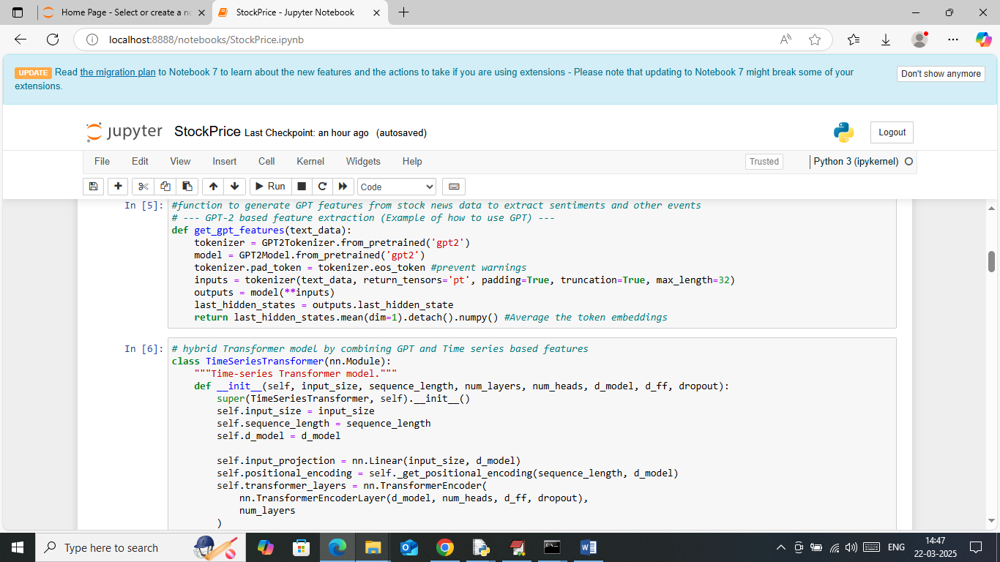 Home Page - Select or create a n
StockPrice - Jupyter Notebook
localhost:8888/notebooks/StockPrice.ipynb
UPDATE Read the migration plan to Notebook 7 to learn about the new features and the actions to take if you are using extensions - Please note that updating to Notebook 7 might break some of your
extensions.
Don't show anymore
jupyter StockPrice Last Checkpoint: an hour ago (autosaved)
Logout
File Edit View Insert Cell Kernel Widgets Help
Trusted
Python 3 (ipykernel)
Run
Code
In [5]: #function to generate GPT features from stock news data to extract sentiments and other events
# --- GPT-2 based feature extraction (Example of how to use GPT) ---
def get_gpt_features(text_data):
    tokenizer = GPT2Tokenizer.from_pretrained('gpt2')
    model = GPT2Model.from_pretrained('gpt2')
    tokenizer.pad_token = tokenizer.eos_token #prevent warnings
    inputs = tokenizer(text_data, return_tensors='pt', padding=True, truncation=True, max_length=32)
    outputs = model(**inputs)
    last_hidden_states = outputs.last_hidden_state
    return last_hidden_states.mean(dim=1).detach().numpy() #Average the token embeddings
In [6]: # hybrid Transformer model by combining GPT and Time series based features
class TimeSeriesTransformer(nn.Module):
    """Time-series Transformer model."""
    def __init__(self, input_size, sequence_length, num_layers, num_heads, d_model, d_ff, dropout):
        super(TimeSeriesTransformer, self).__init__()
        self.input_size = input_size
        self.sequence_length = sequence_length
        self.d_model = d_model
        self.input_projection = nn.Linear(input_size, d_model)
        self.positional_encoding = self._get_positional_encoding(sequence_length, d_model)
        self.transformer_layers = nn.TransformerEncoder(
            nn.TransformerEncoderLayer(d_model, num_heads, d_ff, dropout),
            num_layers
        )
Type here to search
ENG
14:47
22-03-2025